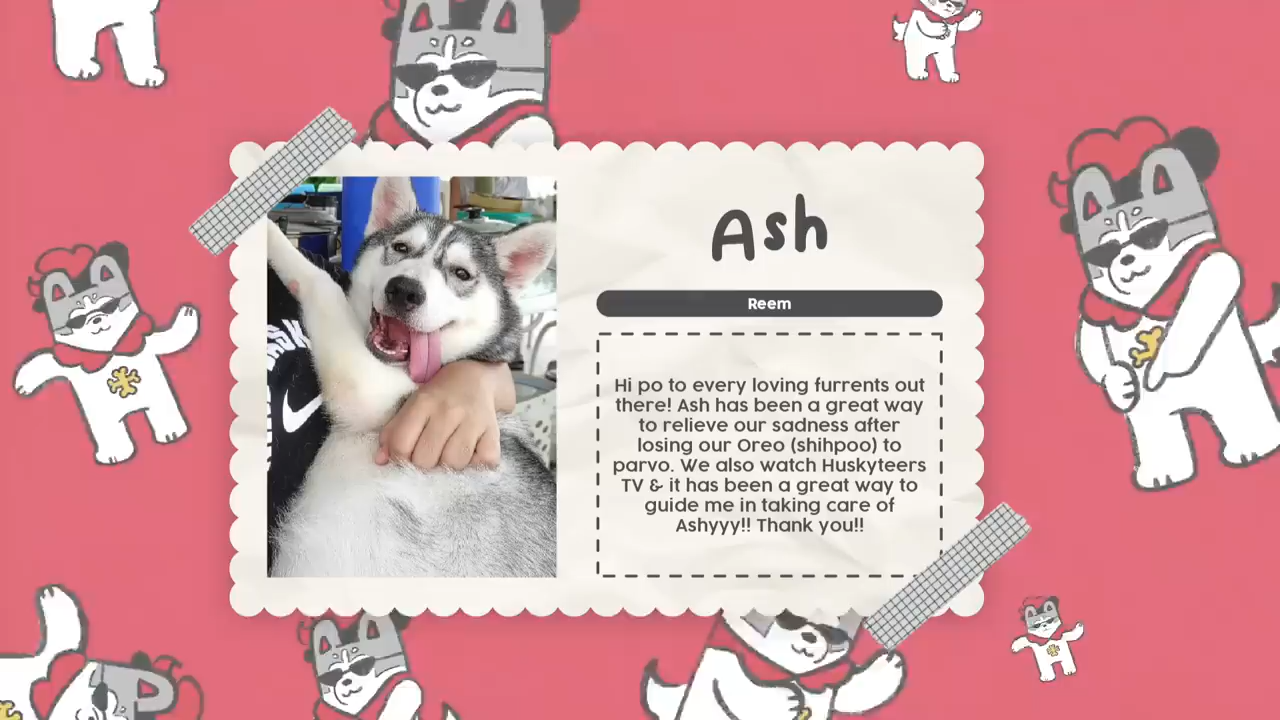 Ash
Reem
Hi po to every loving furrents out
there! Ash has been a great way
to relieve our sadness after
losing our Oreo (shihpoo) to
parvo. We also watch Huskyteers
TV & it has been a great way to
guide me in taking care of
Ashyyy!! Thank you!!